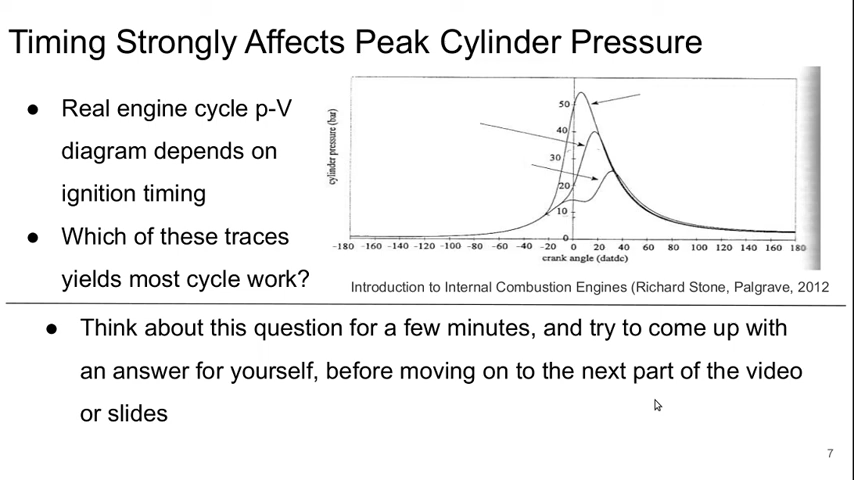 Timing Strongly Affects Peak Cylinder Pressure
● Real engine cycle p-V
diagram depends on
ignition timing
● Which of these traces
yields most cycle work?
cylinder pressure (bar)
50
40
30
20
10
0
-180 -160 -140 -120 -100 -80 -60 -40 -20 0 20 40 60 80 100 120 140 160 180
crank angle (datdc)
Introduction to Internal Combustion Engines (Richard Stone, Palgrave, 2012
● Think about this question for a few minutes, and try to come up with
an answer for yourself, before moving on to the next part of the video
or slides
7